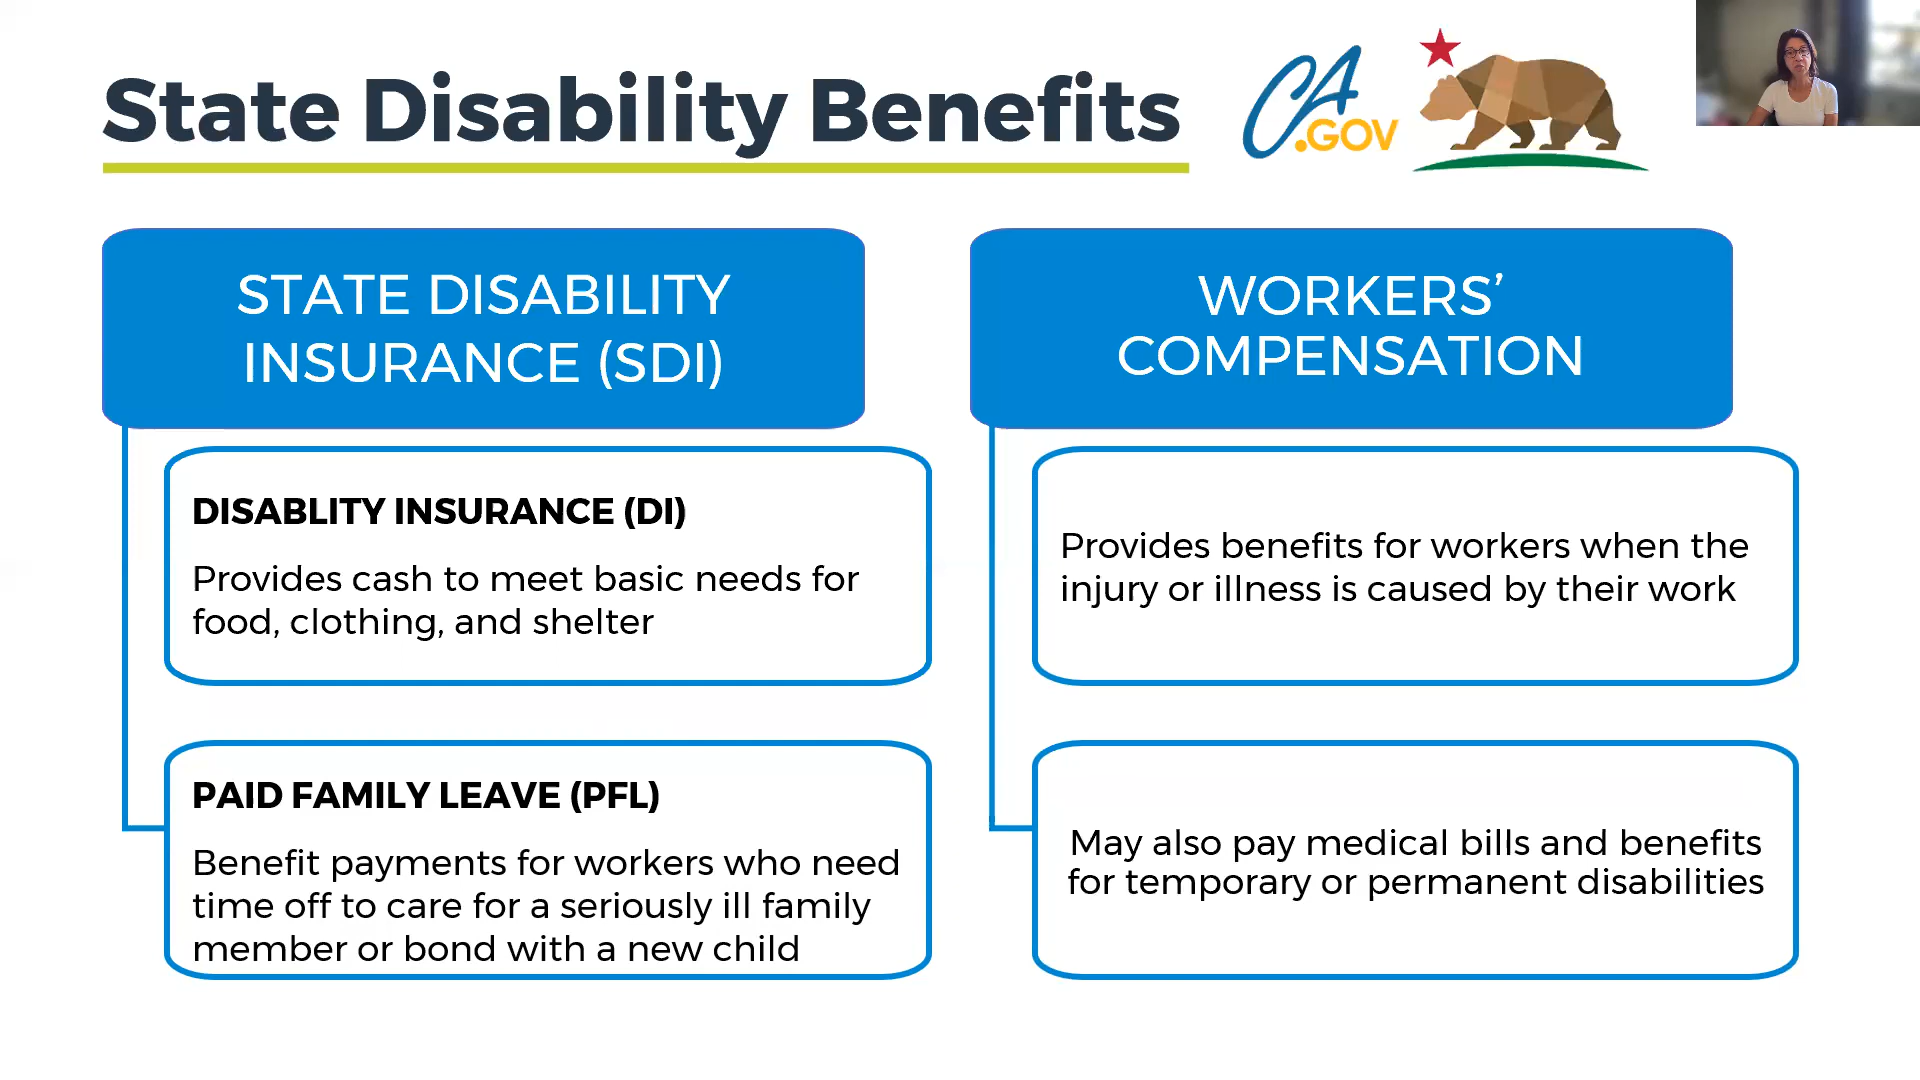 State Disability Benefits
CA
.GOV
STATE DISABILITY
INSURANCE (SDI)
DISABLITY INSURANCE (DI)
Provides cash to meet basic needs for
food, clothing, and shelter
PAID FAMILY LEAVE (PFL)
Benefit payments for workers who need
time off to care for a seriously ill family
member or bond with a new child
WORKERS’
COMPENSATION
Provides benefits for workers when the
injury or illness is caused by their work
May also pay medical bills and benefits
for temporary or permanent disabilities